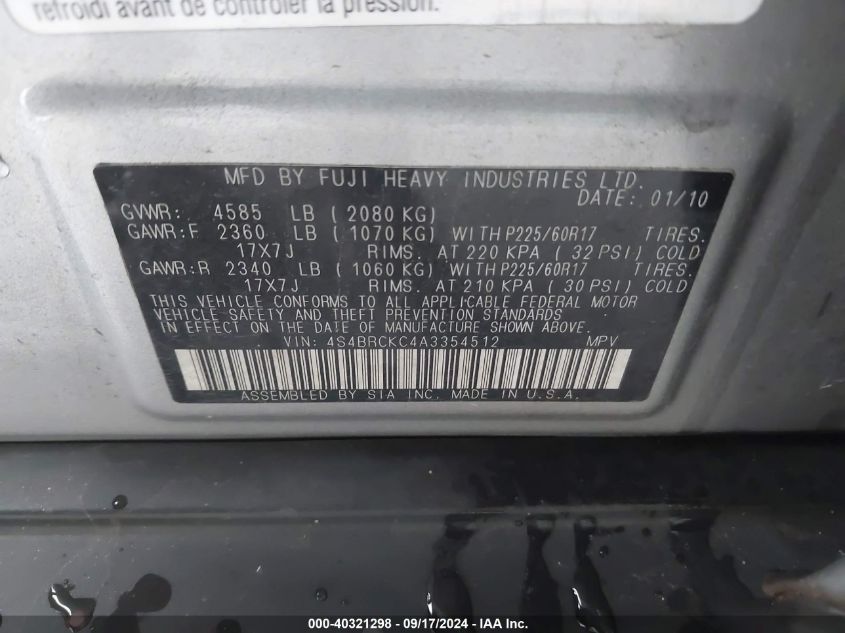 refroidi avant de contrôler la pression.
MFD BY FUJI HEAVY INDUSTRIES LTD.
DATE: 01/10
GVWR: 4585 LB ( 2080 KG)
GAWR:F 2360 LB ( 1070 KG) WITH P225/60R17 TIRES.
17X7J RIMS. AT 220 KPA ( 32 PSI) COLD
GAWR:R 2340 LB ( 1060 KG) WITH P225/60R17 TIRES.
17X7J RIMS. AT 210 KPA ( 30 PSI) COLD
THIS VEHICLE CONFORMS TO ALL APPLICABLE FEDERAL MOTOR
VEHICLE SAFETY AND THEFT PREVENTION STANDARDS
IN EFFECT ON THE DATE OF MANUFACTURE SHOWN ABOVE.
VIN: 4S4BRCKC4A3354512 MPV
ASSEMBLED BY SIA INC. MADE IN U.S.A.
000-40321298 - 09/17/2024 - IAA Inc.